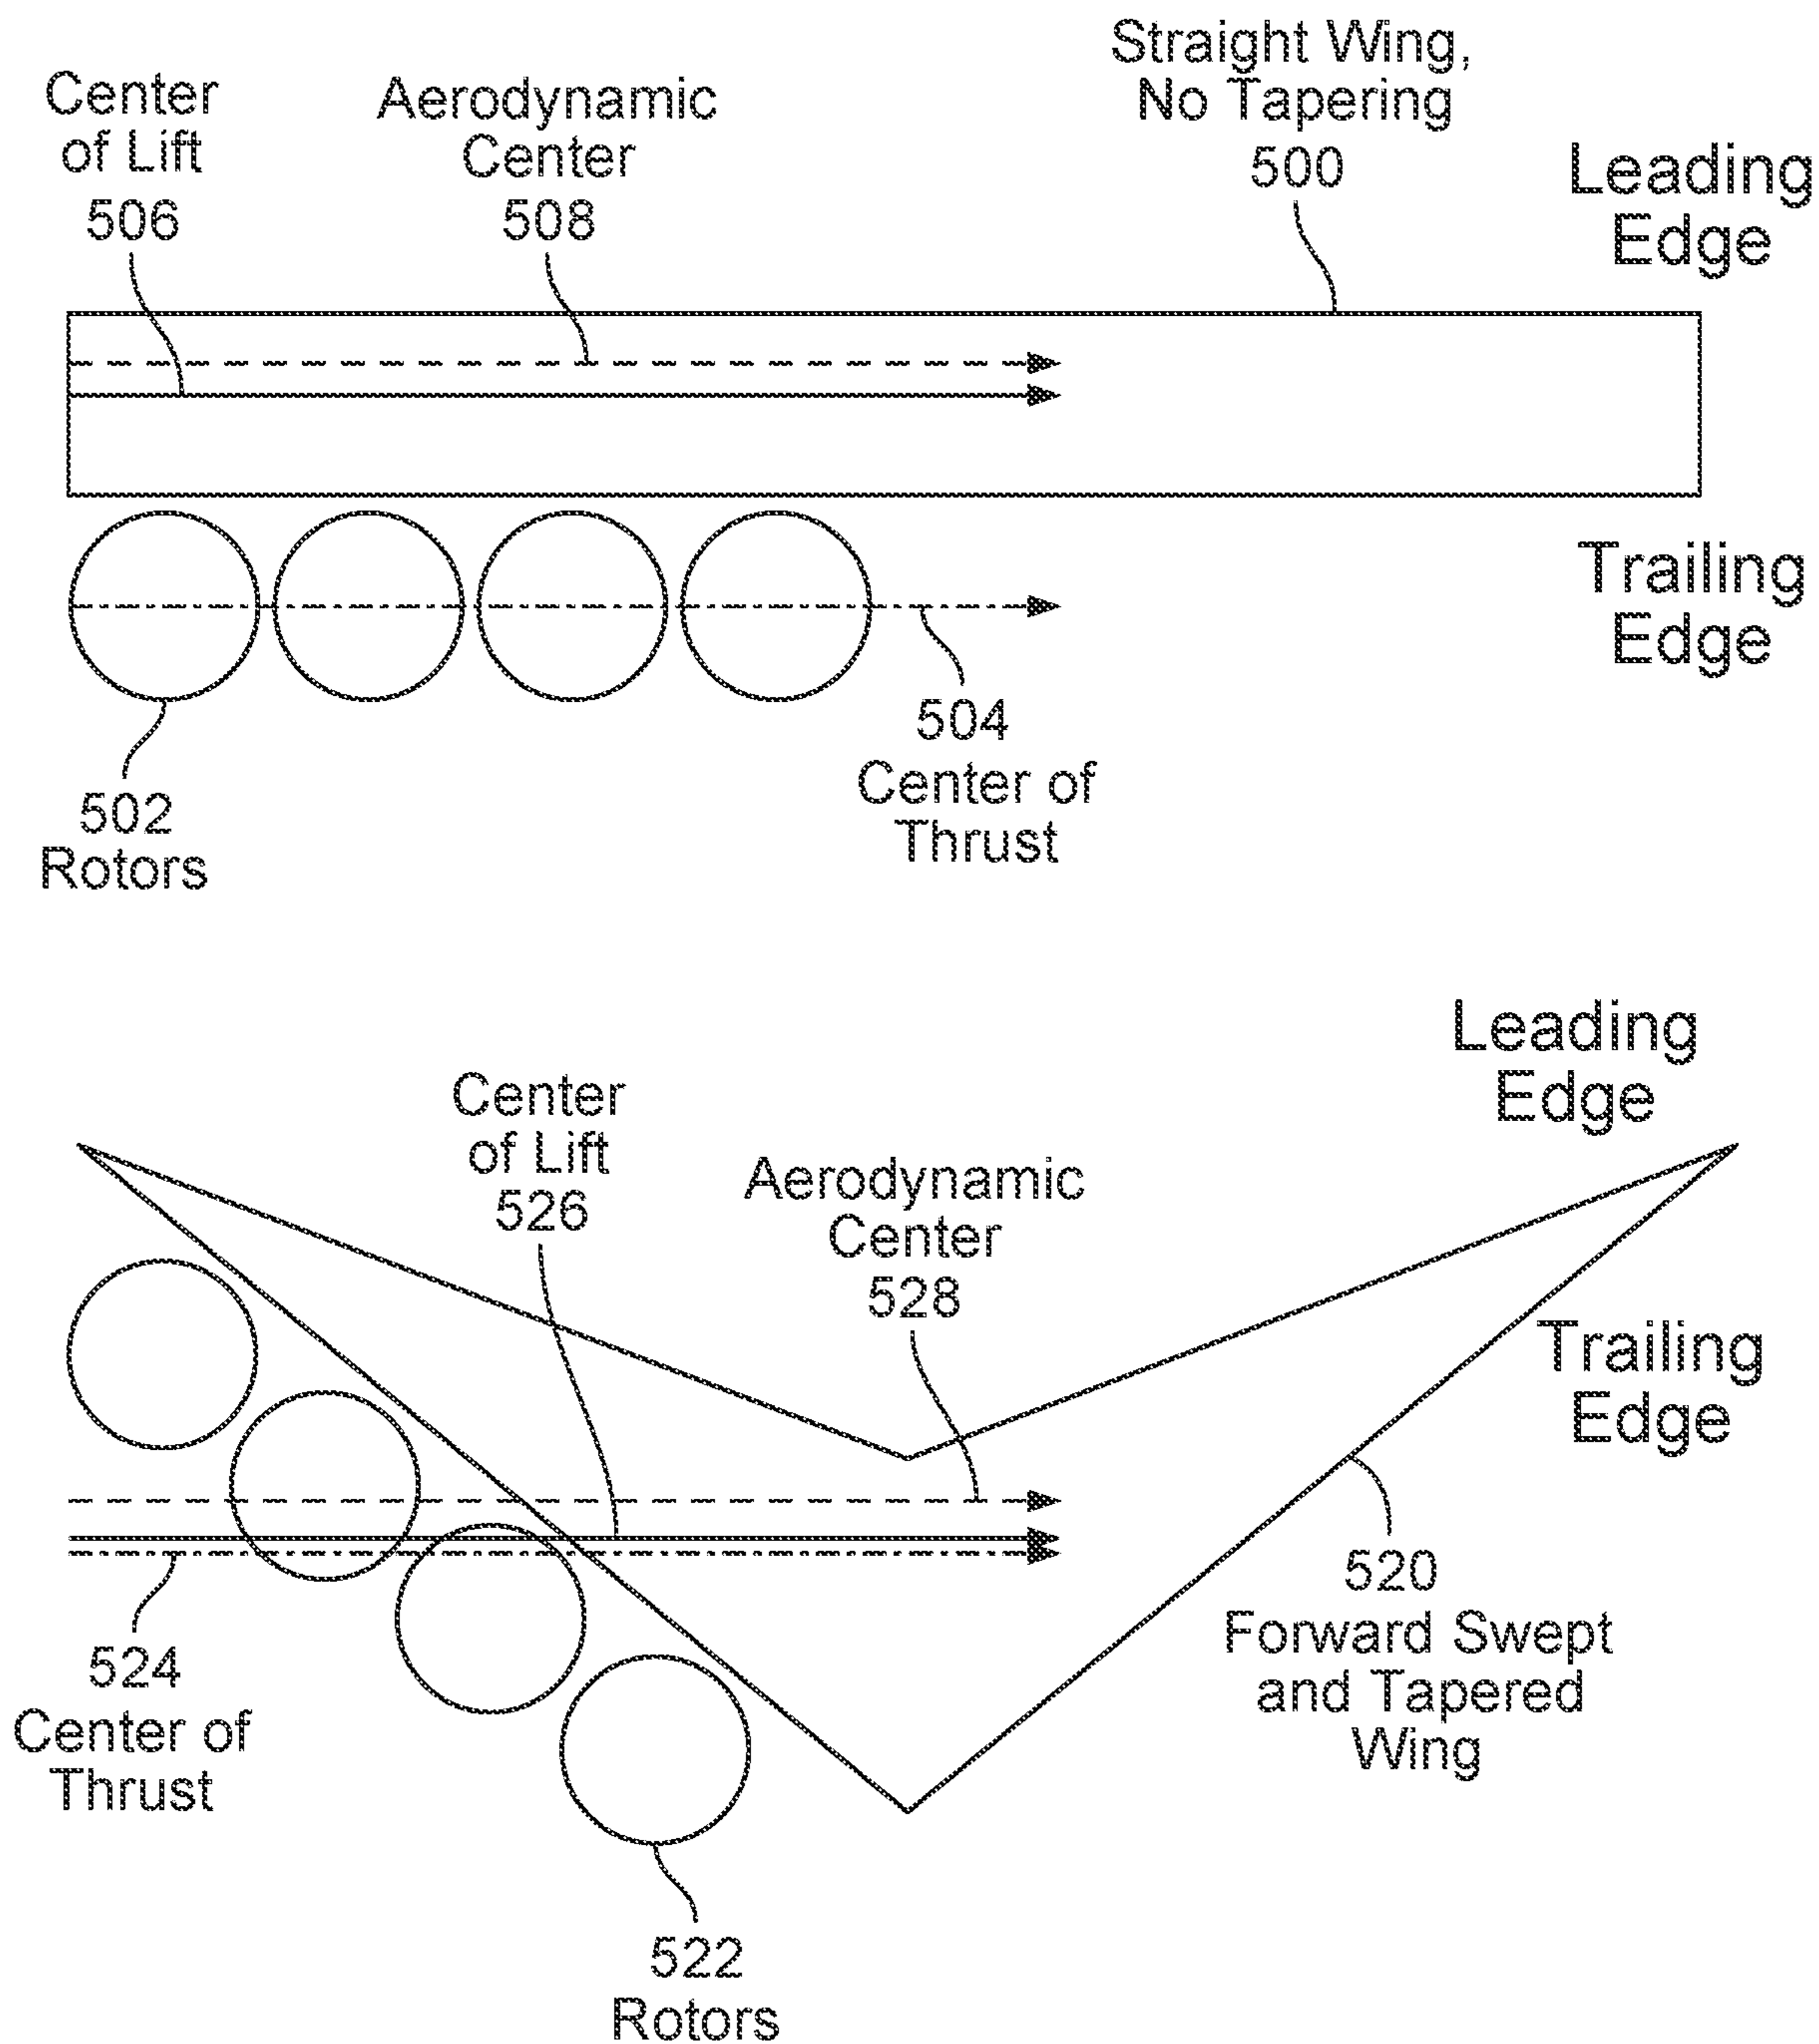 Center
of Lift
506
Aerodynamic
Center
508
Straight Wing,
No Tapering
500
Leading
Edge
Trailing
Edge
502
Rotors
504
Center of
Thrust
Leading
Edge
Center
of Lift
526
Aerodynamic
Center
528
Trailing
Edge
524
Center of
Thrust
520
Forward Swept
and Tapered
Wing
522
Rotors